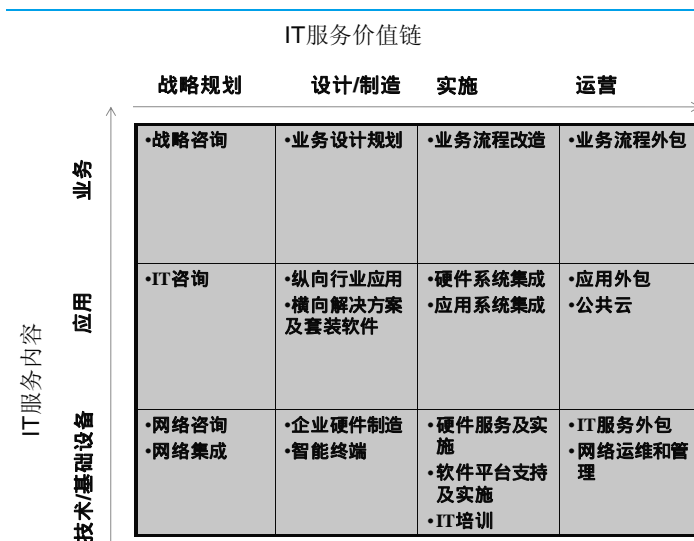 IT服务价值链
战略规划 设计/制造 实施 运营
业务
•战略咨询
•业务设计规划
•业务流程改造
•业务流程外包
IT服务内容
应用
•IT咨询
•纵向行业应用
•横向解决方案
及套装软件
•硬件系统集成
•应用系统集成
•应用外包
•公共云
技术/基础设备
•网络咨询
•网络集成
•企业硬件制造
•智能终端
•硬件服务及实
施
•软件平台支持
及实施
•IT培训
•IT服务外包
•网络运维和管
理